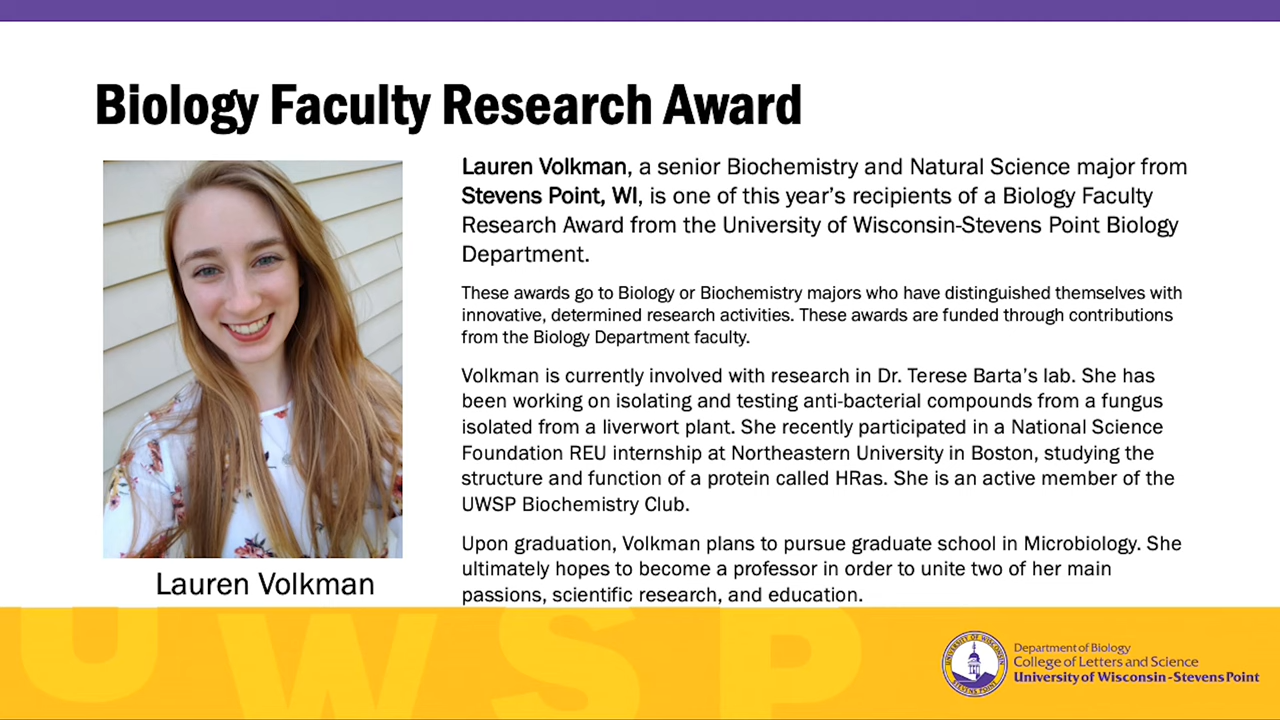 Biology Faculty Research Award
Lauren Volkman, a senior Biochemistry and Natural Science major from
Stevens Point, WI, is one of this year’s recipients of a Biology Faculty
Research Award from the University of Wisconsin-Stevens Point Biology
Department.
These awards go to Biology or Biochemistry majors who have distinguished themselves with
innovative, determined research activities. These awards are funded through contributions
from the Biology Department faculty.
Volkman is currently involved with research in Dr. Terese Barta’s lab. She has
been working on isolating and testing anti-bacterial compounds from a fungus
isolated from a liverwort plant. She recently participated in a National Science
Foundation REU internship at Northeastern University in Boston, studying the
structure and function of a protein called HRas. She is an active member of the
UWSP Biochemistry Club.
Upon graduation, Volkman plans to pursue graduate school in Microbiology. She
ultimately hopes to become a professor in order to unite two of her main
passions, scientific research, and education.
Lauren Volkman
UWSP
UNIVERSITY OF WISCONSIN
STEVENS POINT
Department of Biology
College of Letters and Science
University of Wisconsin - Stevens Point